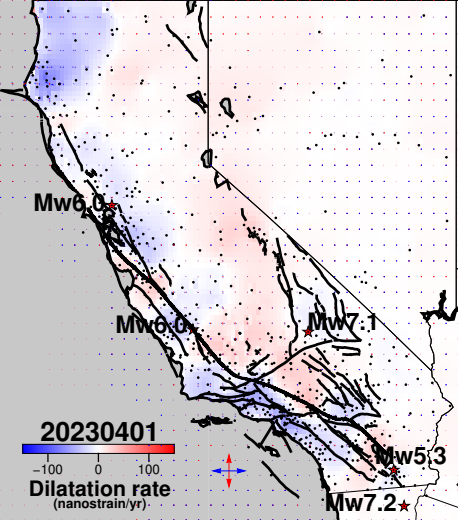 Mw6.0
Mw6.0
Mw7.1
20230401
−100 0 100
Dilatation rate
(nanostrain/yr)
Mw5.3
Mw7.2